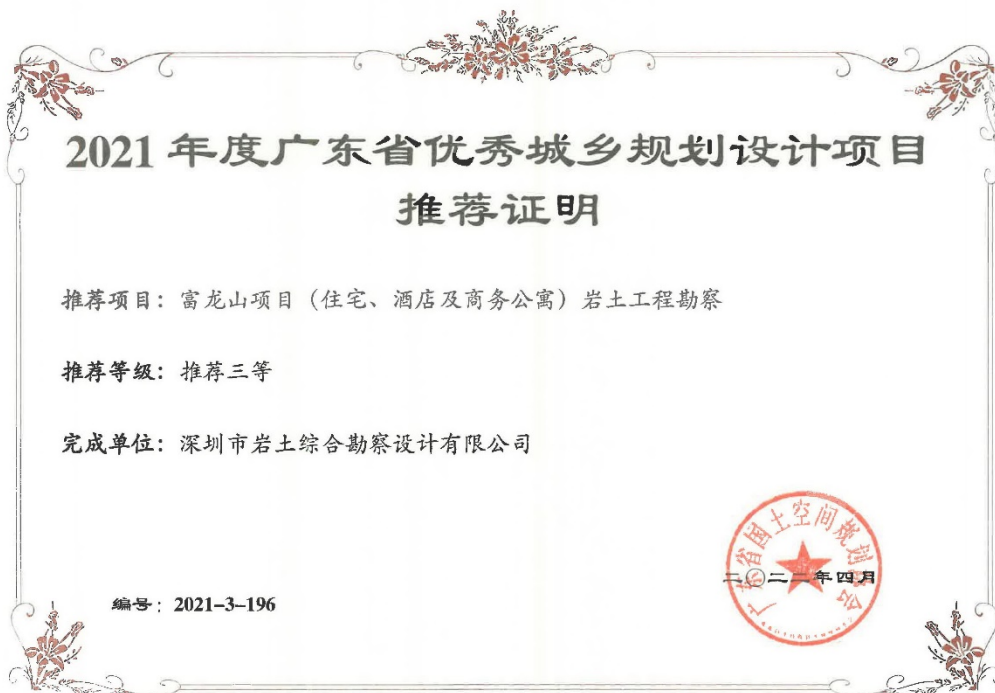 2021年度广东省优秀城乡规划设计项目
推荐证明
推荐项目：富龙山项目（住宅、酒店及商务公寓）岩土工程勘察
推荐等级：推荐三等
完成单位：深圳市岩土综合勘察设计有限公司
广东省国土空间规划协会
二〇二二年四月
编号：2021-3-196